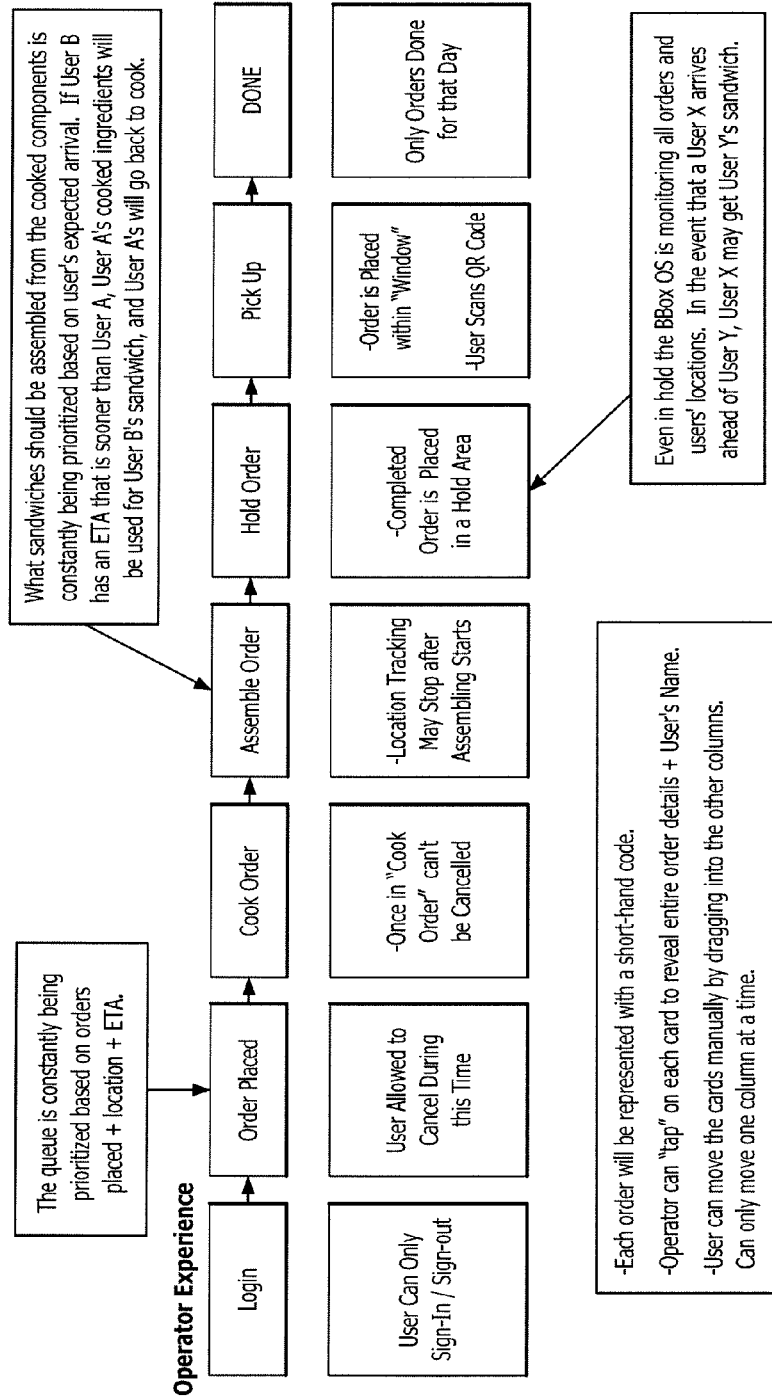 What sandwiches should be assembled from the cooked components is
constantly being prioritized based on user's expected arrival. If User B
has an ETA that is sooner than User A, User A's cooked ingredients will
be used for User B's sandwich, and User A's will go back to cook.
The queue is constantly being
prioritized based on orders
placed + location + ETA.
Operator Experience
Login
Order Placed
Cook Order
Assemble Order
Hold Order
Pick Up
DONE
User Can Only
Sign-In / Sign-out
User Allowed to
Cancel During
this Time
-Once in "Cook
Order" can't
be Cancelled
-Location Tracking
May Stop after
Assembling Starts
-Completed
Order is Placed
in a Hold Area
-Order is Placed
within "Window"
-User Scans QR Code
Only Orders Done
for that Day
-Each order will be represented with a short-hand code.
-Operator can "tap" on each card to reveal entire order details + User's Name.
-User can move the cards manually by dragging into the other columns.
Can only move one column at a time.
Even in hold the BBox OS is monitoring all orders and
users' locations. In the event that a User X arrives
ahead of User Y, User X may get User Y's sandwich.